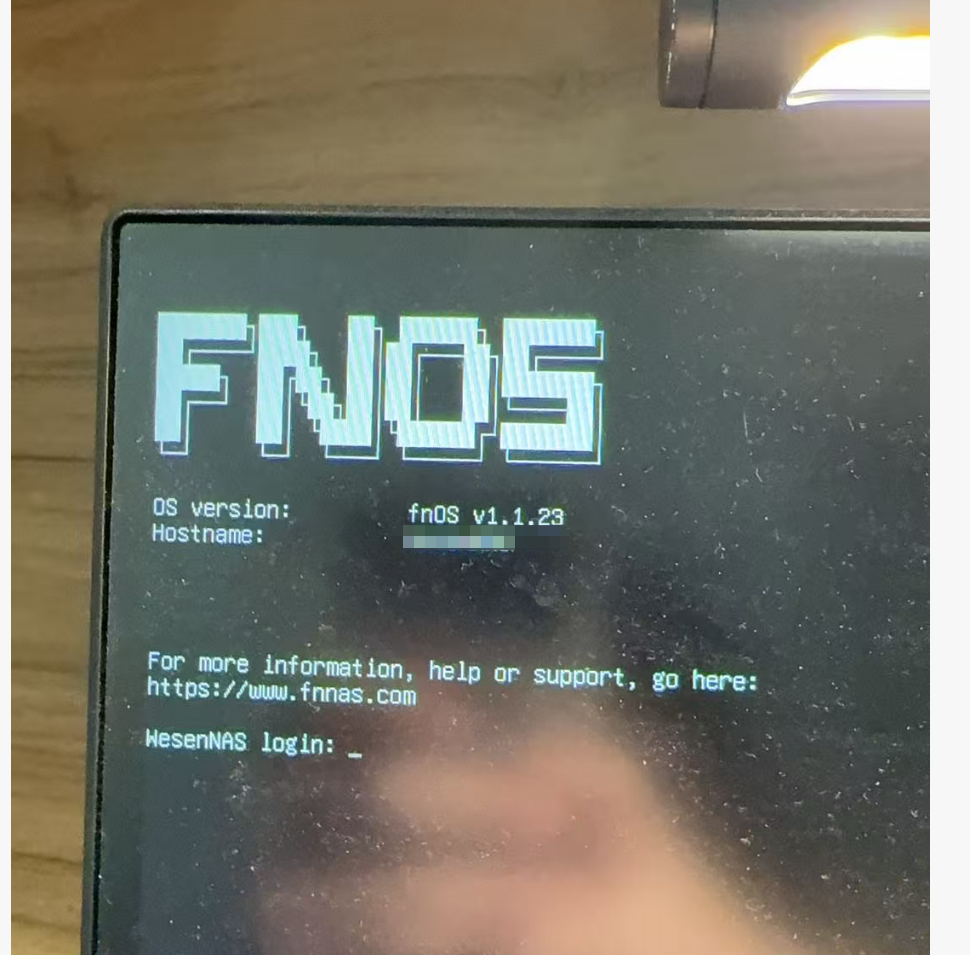 FNOS
OS version: fnOS v1.1.23
Hostname:
For more information, help or support, go here:
https://www.fnnas.com
WesenNAS login: _